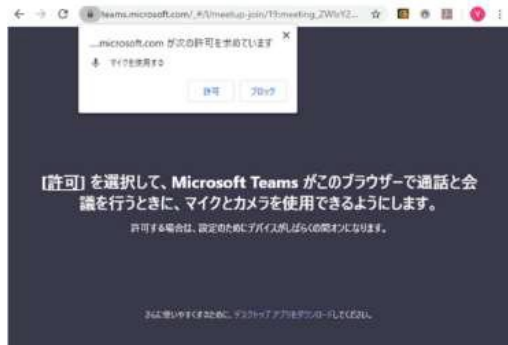 teams.microsoft.com/_#/l/meetup-join/19:meeting_
...microsoft.com が次の許可を求めています
マイクを使用する
許可
ブロック
[許可] を選択して、Microsoft Teams がこのブラウザーで通話と会
議を行うときに、マイクとカメラを使用できるようにします。
許可する場合は、設定のためにデバイスがしばらくの間オンになります。
さらに使いやすくするために、デスクトップ アプリをダウンロードしてください。